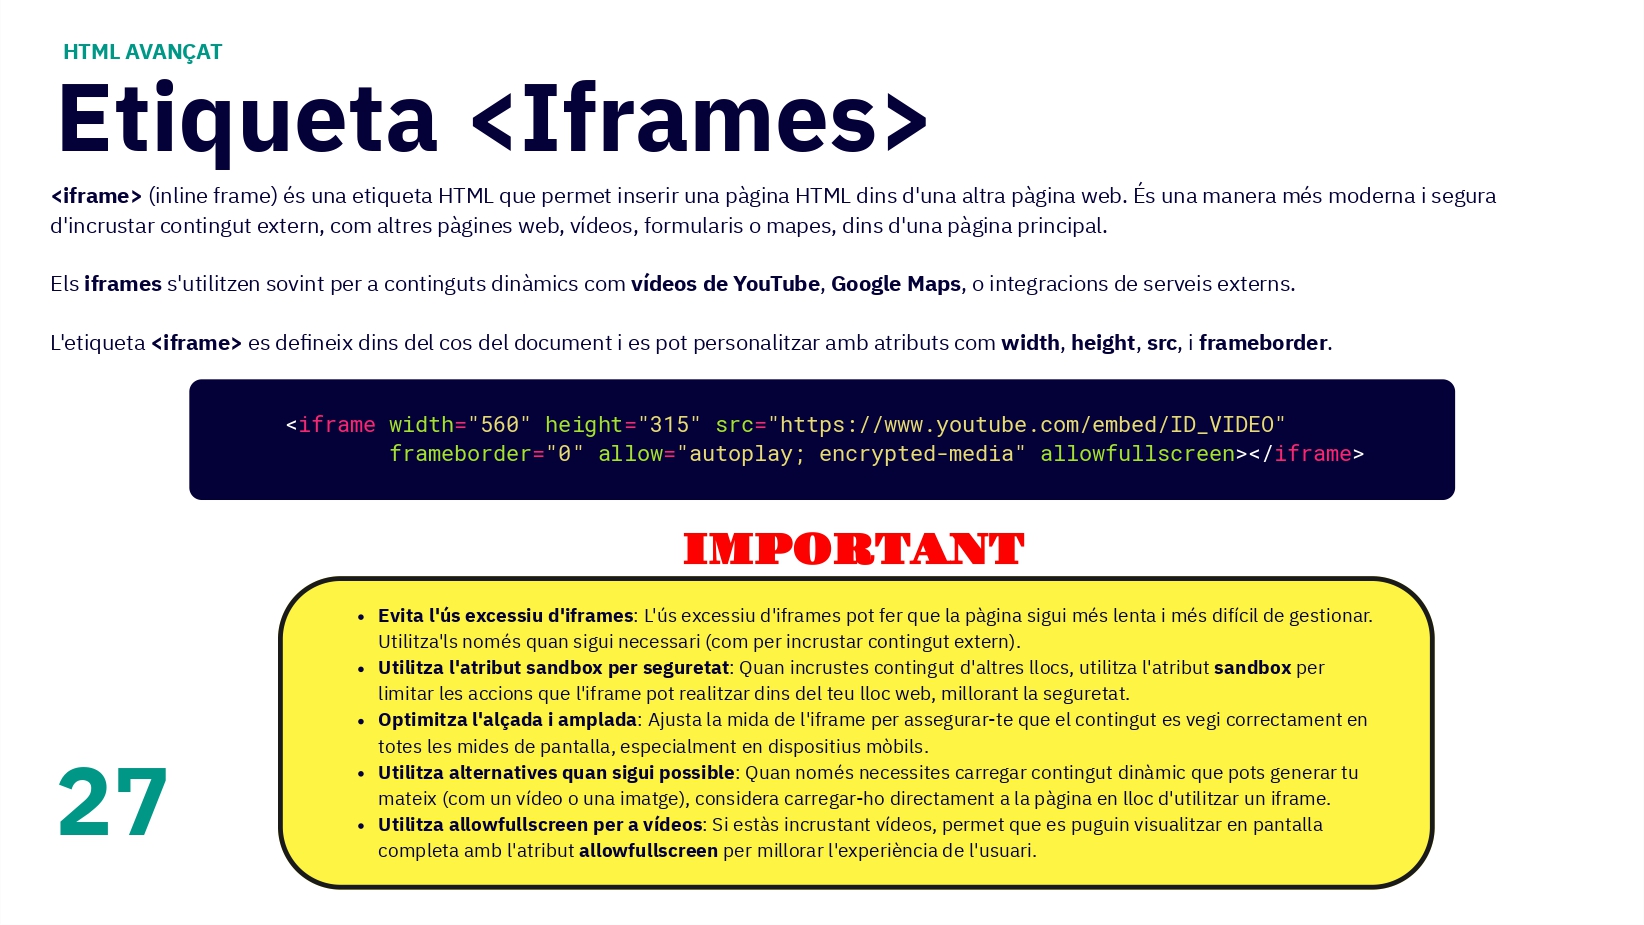 HTML AVANÇAT
Etiqueta <Iframes>
<iframe> (inline frame) és una etiqueta HTML que permet inserir una pàgina HTML dins d'una altra pàgina web. És una manera més moderna i segura
d'incrustar contingut extern, com altres pàgines web, vídeos, formularis o mapes, dins d'una pàgina principal.
Els iframes s'utilitzen sovint per a continguts dinàmics com vídeos de YouTube, Google Maps, o integracions de serveis externs.
L'etiqueta <iframe> es defineix dins del cos del document i es pot personalitzar amb atributs com width, height, src, i frameborder.
<iframe width="560" height="315" src="https://www.youtube.com/embed/ID_VIDEO"
frameborder="0" allow="autoplay; encrypted-media" allowfullscreen></iframe>
IMPORTANT
• Evita l'ús excessiu d'iframes: L'ús excessiu d'iframes pot fer que la pàgina sigui més lenta i més difícil de gestionar.
Utilitza'ls només quan sigui necessari (com per incrustar contingut extern).
• Utilitza l'atribut sandbox per seguretat: Quan incrustes contingut d'altres llocs, utilitza l'atribut sandbox per
limitar les accions que l'iframe pot realitzar dins del teu lloc web, millorant la seguretat.
• Optimitza l'alçada i amplada: Ajusta la mida de l'iframe per assegurar-te que el contingut es vegi correctament en
totes les mides de pantalla, especialment en dispositius mòbils.
• Utilitza alternatives quan sigui possible: Quan només necessites carregar contingut dinàmic que pots generar tu
mateix (com un vídeo o una imatge), considera carregar-ho directament a la pàgina en lloc d'utilitzar un iframe.
• Utilitza allowfullscreen per a vídeos: Si estàs incrustant vídeos, permet que es puguin visualitzar en pantalla
completa amb l'atribut allowfullscreen per millorar l'experiència de l'usuari.
27